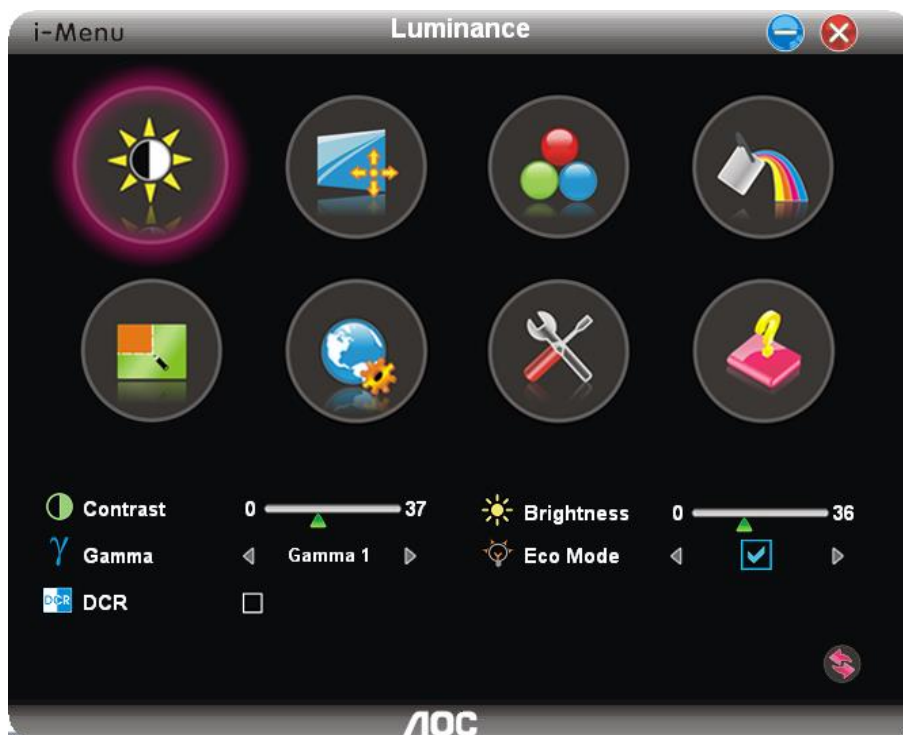 i-Menu Luminance
Contrast 0 37
Brightness 0 36
γ Gamma Gamma 1
Eco Mode
DCR DCR
AOC